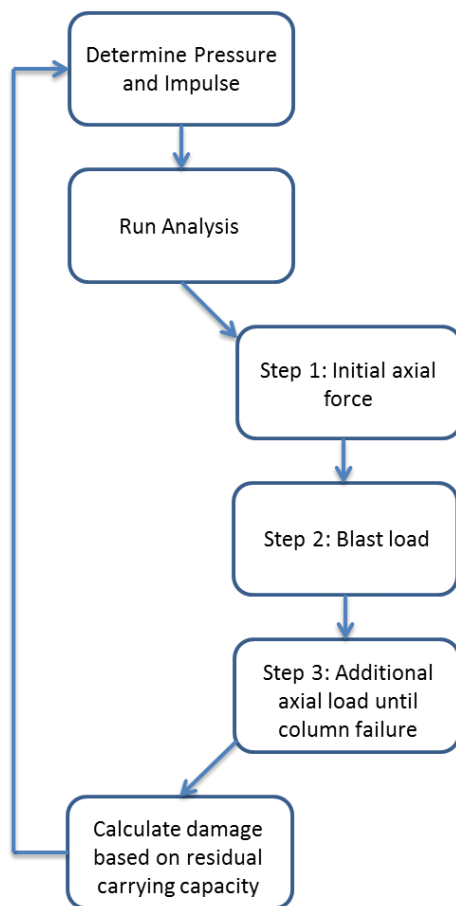 Determine Pressure
and Impulse
Run Analysis
Step 1: Initial axial
force
Step 2: Blast load
Step 3: Additional
axial load until
column failure
Calculate damage
based on residual
carrying capacity